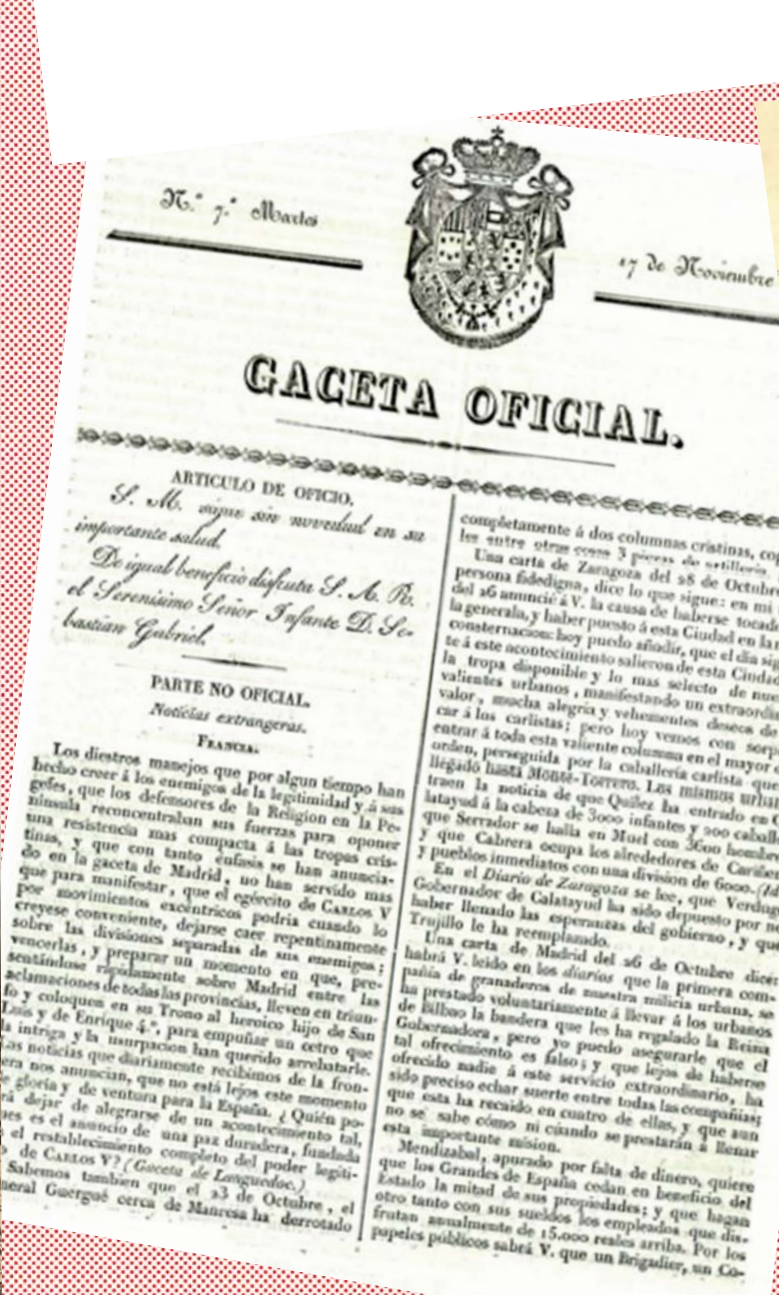 N.º 7.º Martes
17 de Noviembre
GACETA OFICIAL.
ARTICULO DE OFICIO.
S. M. sigue sin novedad en su
importante salud.
De igual beneficio disfruta S. A. R.
el Serenísimo Señor Infante D. Se-
bastian Gabriel.
PARTE NO OFICIAL.
Noticias extrangeras.
FRANCIA.
Los diestros manejos que por algun tiempo han
hecho creer á los enemigos de la legitimidad y á sus
gefes, que los defensores de la Religion en la Pe-
nínsula reconcentraban sus fuerzas para oponer
una resistencia mas compacta á las tropas cris-
tinas, y que con tanto énfasis se han anuncia-
do en la gaceta de Madrid, no han servido mas
que para manifestar, que el egército de CARLOS V
por movimientos excéntricos podria cuando lo
creyese conveniente, dejarse caer repentinamente
sobre las divisiones separadas de sus enemigos;
vencerlas, y preparar un momento en que, pre-
sentándose rápidamente sobre Madrid entre las
aclamaciones de todas las provincias, lleven en triun-
fo y coloquen en su Trono al heroico hijo de San
Luis y de Enrique 4.º, para empuñar un cetro que
la intriga y la usurpacion han querido arrebatarle.
as noticias que diariamente recibimos de la fron-
era nos anuncian, que no está lejos este momento
e gloria y de ventura para la España. ¿Quién po-
rá dejar de alegrarse de un acontecimiento tal,
ues es el anuncio de una paz duradera, fundada
el restablecimiento completo del poder legíti-
o de CARLOS V? (Gaceta de Languedoc.)
Sabemos tambien que el 23 de Octubre, el
neral Guergué cerca de Manresa ha derrotado
completamente á dos columnas cristinas, cog
les entre otras cosas 3 piezas de artillería.
Una carta de Zaragoza del 28 de Octubre
persona fidedigna, dice lo que sigue: en mi
del 26 anuncié á V. la causa de haberse tocado
la generala, y haber puesto á esta Ciudad en la
consternacion: hoy puedo añadir, que el dia si
te á este acontecimiento salieron de esta Ciudad
la tropa disponible y lo mas selecto de nue
valientes urbanos, manifestando un extraordi
valor, mucha alegria y vehementes deseos de
car á los carlistas; pero hoy vemos con sorp
entrar á toda esta valiente columna en el mayor
orden, perseguida por la caballería carlista que
llegado hasta Monte-Torrero. Los mismos urba
traen la noticia de que Quilez ha entrado en C
latayud á la cabeza de 3000 infantes y 200 caball
que Serrador se halla en Muel con 3600 hombre
y que Cabrera ocupa los alrededores de Cariñe
y pueblos inmediatos con una division de 6000.
En el Diario de Zaragoza se lee, que Verdug
Gobernador de Calatayud ha sido depuesto por no
haber llenado las esperanzas del gobierno, y que
Trujillo le ha reemplazado.
Una carta de Madrid del 26 de Octubre dice:
habrá V. leido en los diarios que la primera com-
pañia de granaderos de nuestra milicia urbana, se
ha prestado voluntariamente á llevar á los urbanos
de Bilbao la bandera que les ha regalado la Reina
Gobernadora, pero yo puedo asegurarle que el
tal ofrecimiento es falso; y que lejos de haberse
ofrecido nadie á este servicio extraordinario, ha
sido preciso echar suerte entre todas las compañias;
que esta ha recaido en cuatro de ellas, y que aun
no se sabe cómo ni cuando se prestarán á llenar
esta importante mision.
Mendizabal, apurado por falta de dinero, quiere
que los Grandes de España cedan en beneficio del
Estado la mitad de sus propiedades; y que hagan
otro tanto con sus sueldos los empleados que dis-
frutan anualmente de 15.000 reales arriba. Por los
papeles públicos sabrá V. que un Brigadier, un Co-